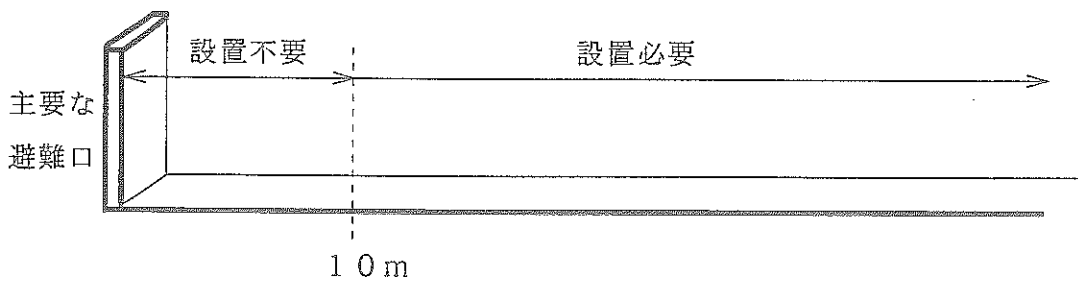 設置不要
設置必要
主要な
避難口
１０ｍ